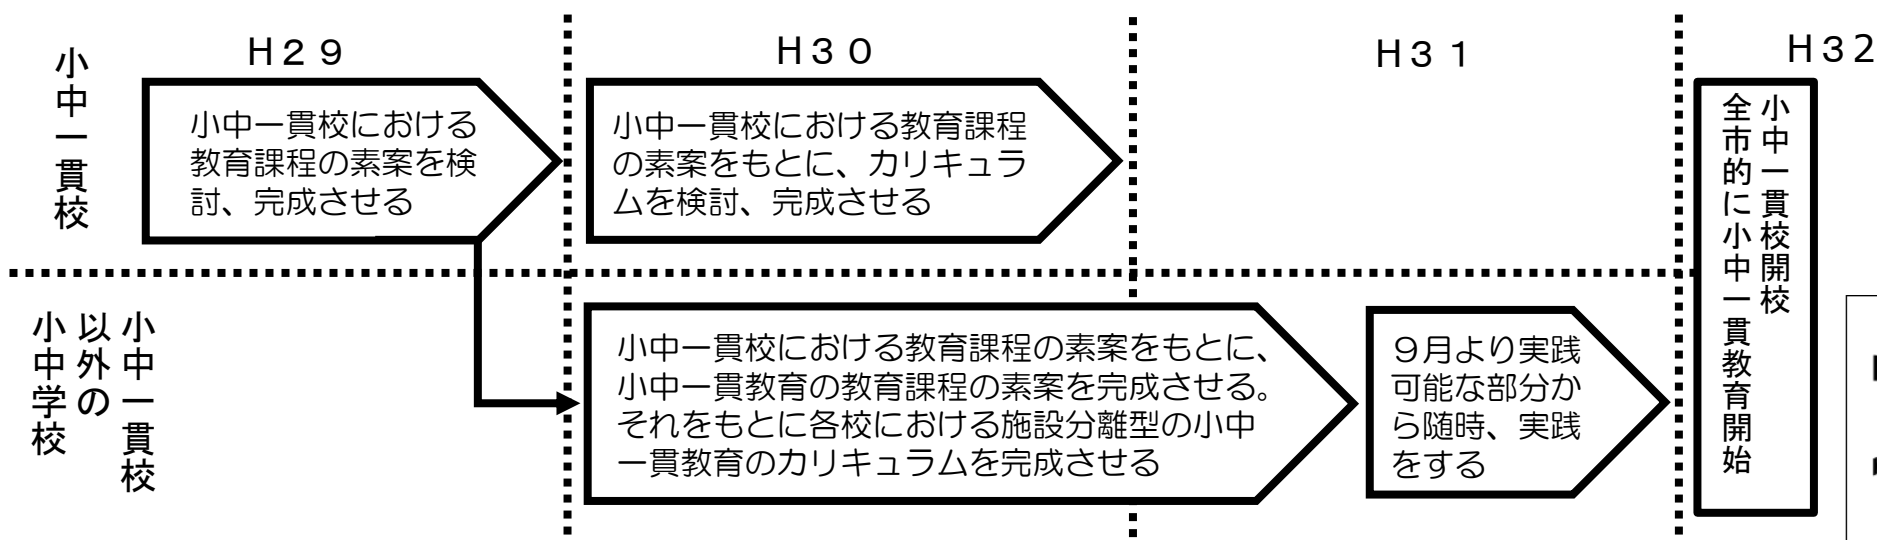 H29
H30
H31
H32
小中一貫校
小中一貫校における
教育課程の素案を検
討、完成させる
小中一貫校における教育課程
の素案をもとに、カリキュラ
ムを検討、完成させる
小中一貫校開校
全市的に小中一貫教育開始
小中一貫校
以外の
小中学校
小中一貫校における教育課程の素案をもとに、
小中一貫教育の教育課程の素案を完成させる。
それをもとに各校における施設分離型の小中
一貫教育のカリキュラムを完成させる
9月より実践
可能な部分か
ら随時、実践
をする